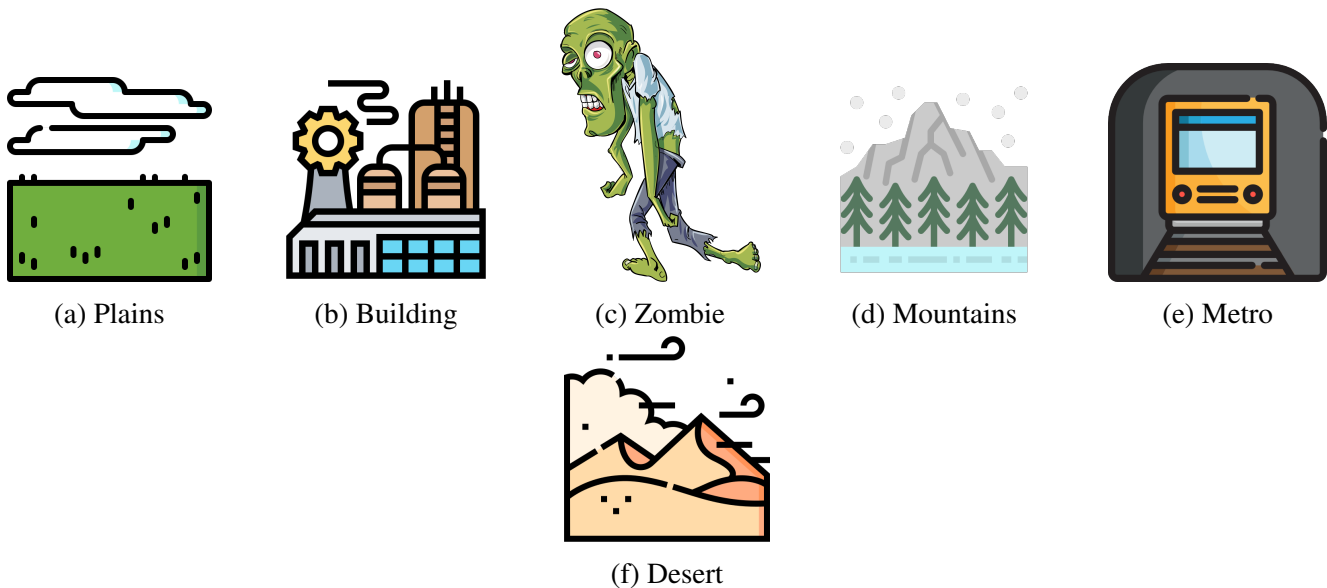 (a) Plains
(b) Building
(c) Zombie
(d) Mountains
(e) Metro
(f) Desert